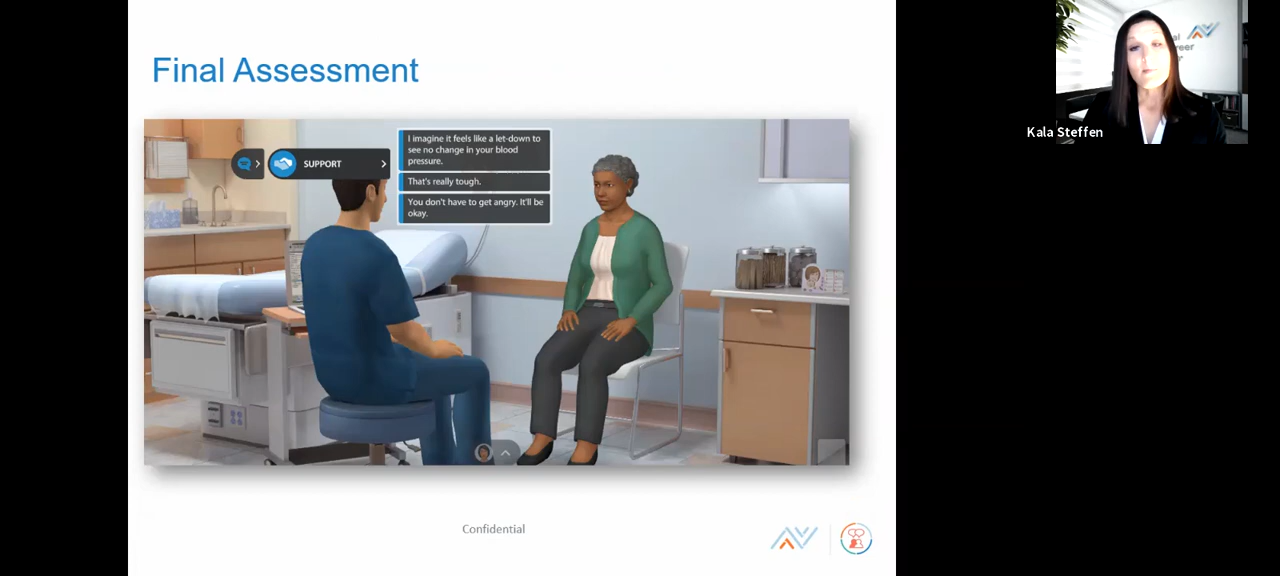 Final Assessment
SUPPORT
I imagine it feels like a let-down to
see no change in your blood
pressure.
That's really tough.
You don't have to get angry. It'll be
okay.
Kala Steffen
Confidential